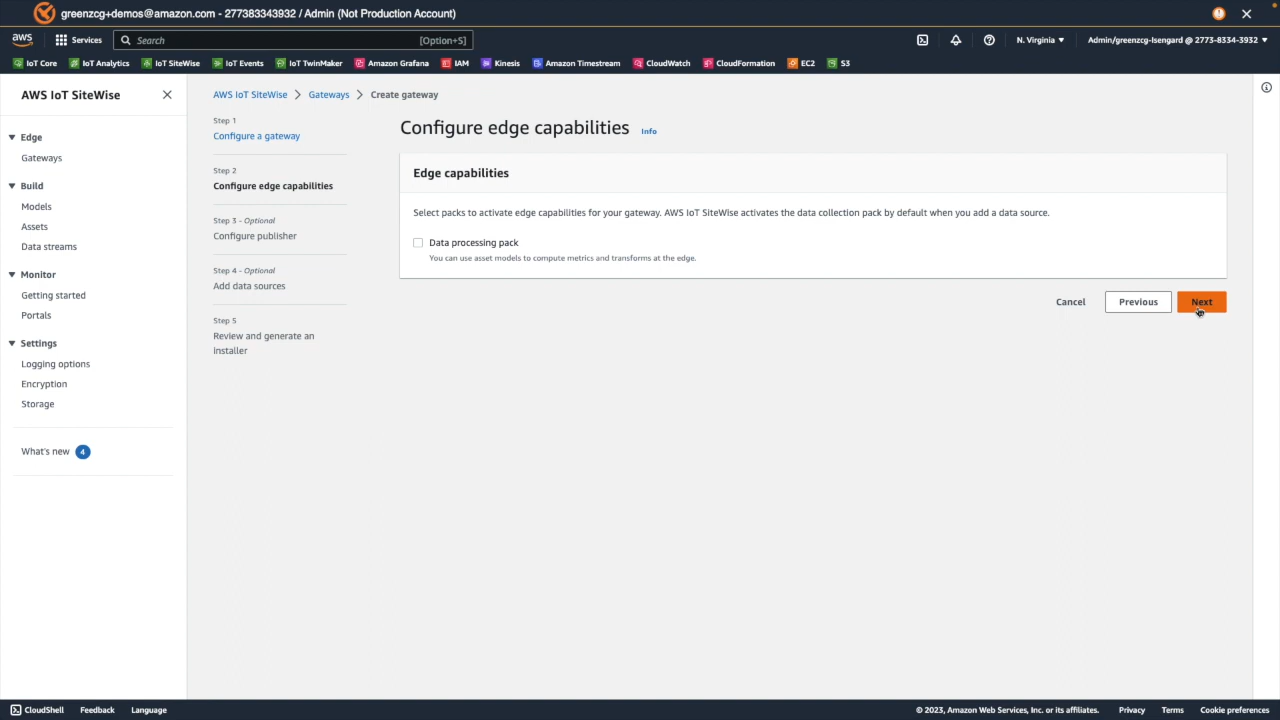 greenzcg+demos@amazon.com - 277383343932 / Admin (Not Production Account)
aws Services Search [Option+S] N. Virginia Admin/greenzcg-Isengard @ 2773-8334-3932
IoT Core IoT Analytics IoT SiteWise IoT Events IoT TwinMaker Amazon Grafana IAM Kinesis Amazon Timestream CloudWatch CloudFormation EC2 S3
AWS IoT SiteWise
Edge
Gateways
Build
Models
Assets
Data streams
Monitor
Getting started
Portals
Settings
Logging options
Encryption
Storage
What's new 4
AWS IoT SiteWise > Gateways > Create gateway
Step 1
Configure a gateway
Step 2
Configure edge capabilities
Step 3 - Optional
Configure publisher
Step 4 - Optional
Add data sources
Step 5
Review and generate an
installer
Configure edge capabilities Info
Edge capabilities
Select packs to activate edge capabilities for your gateway. AWS IoT SiteWise activates the data collection pack by default when you add a data source.
Data processing pack
You can use asset models to compute metrics and transforms at the edge.
Cancel Previous Next
CloudShell Feedback Language © 2023, Amazon Web Services, Inc. or its affiliates. Privacy Terms Cookie preferences